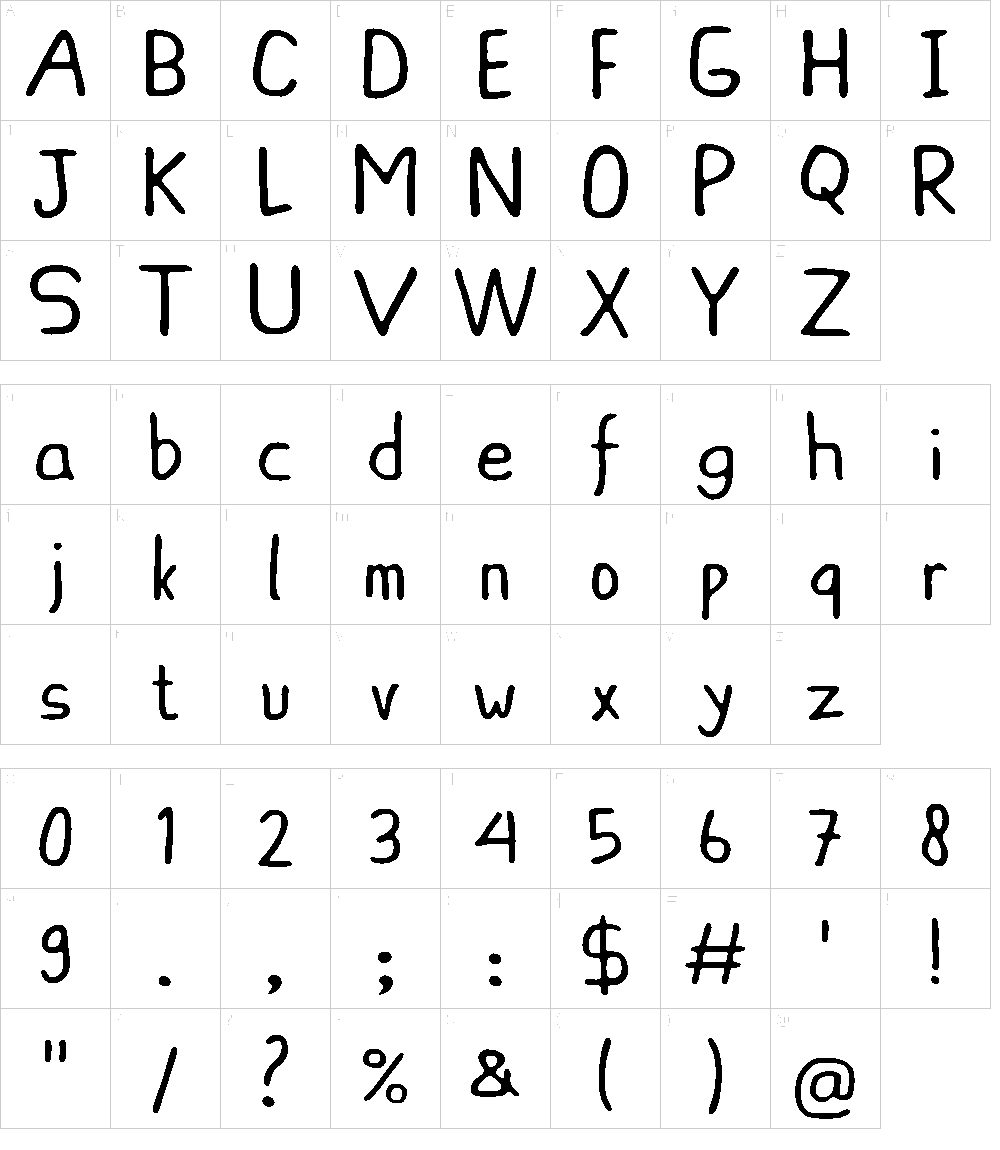 A B C D E F G H I
J K L M N O P Q R
S T U V W X Y Z
a b c d e f g h i
j k l m n o p q r
s t u v w x y z
0 1 2 3 4 5 6 7 8
9 . , ; : $ # ' !
" / ? % & ( ) @